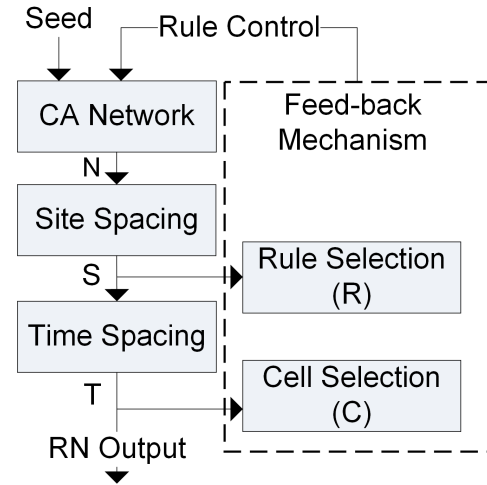 Seed
Rule Control
CA Network
Feed-back
Mechanism
N
Site Spacing
S
Rule Selection
(R)
Time Spacing
T
Cell Selection
(C)
RN Output